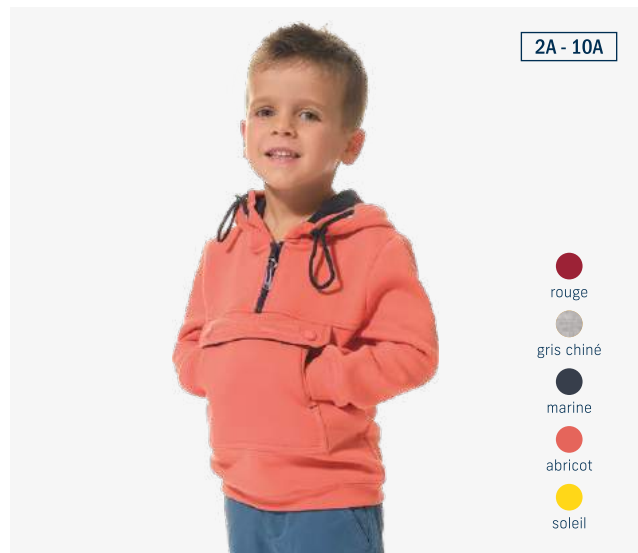 2A - 10A
rouge
gris chiné
marine
abricot
soleil